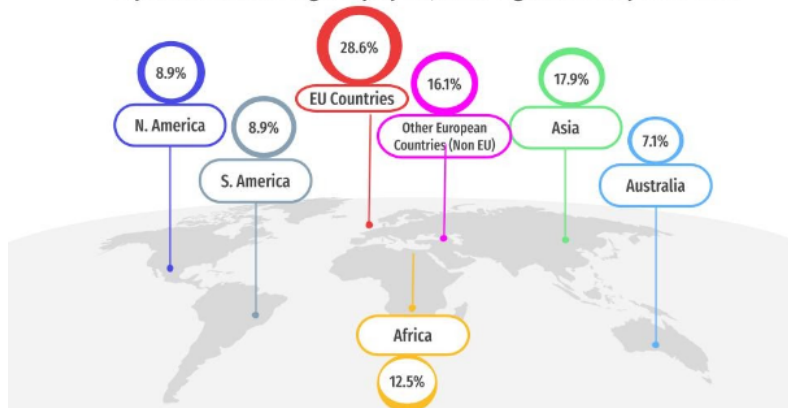 28.6%
EU Countries
8.9%
N. America
16.1%
Other European
Countries (Non EU)
17.9%
Asia
8.9%
S. America
7.1%
Australia
Africa
12.5%